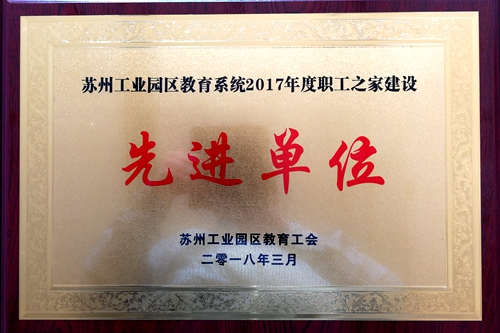 苏州工业园区教育系统2017年度职工之家建设
先进单位
苏州工业园区教育工会
二零一八年三月